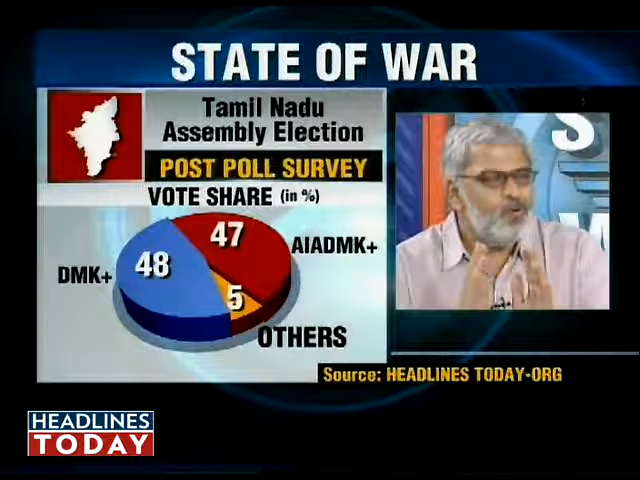 STATE OF WAR
Tamil Nadu
Assembly Election
POST POLL SURVEY
VOTE SHARE (in %)
47
AIADMK+
DMK+
48
5
OTHERS
Source: HEADLINES TODAY-ORG
HEADLINES
TODAY
S